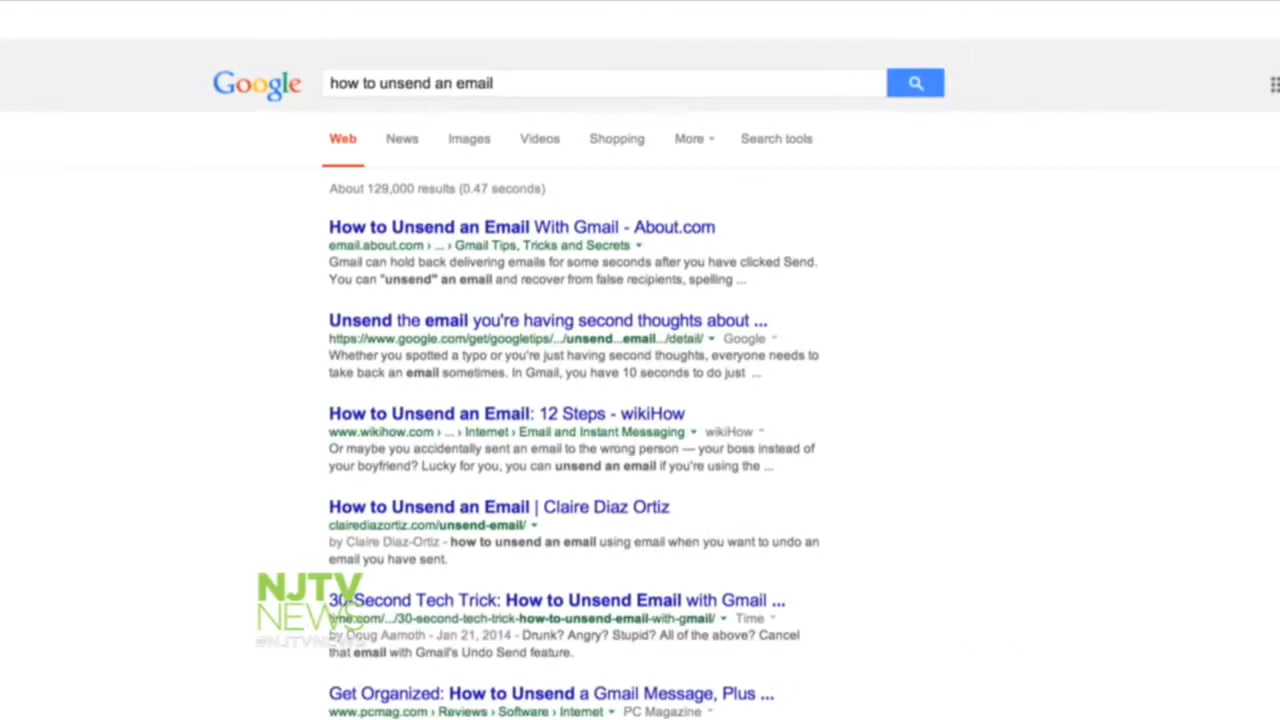 Google how to unsend an email
Web News Images Videos Shopping More Search tools
About 129,000 results (0.47 seconds)
How to Unsend an Email With Gmail - About.com
email.about.com › ... › Gmail Tips, Tricks and Secrets
Gmail can hold back delivering emails for some seconds after you have clicked Send.
You can "unsend" an email and recover from false recipients, spelling ...
Unsend the email you're having second thoughts about ...
https://www.google.com/get/googletips/.../unsend...email.../detail/ Google
Whether you spotted a typo or you're just having second thoughts, everyone needs to
take back an email sometimes. In Gmail, you have 10 seconds to do just ...
How to Unsend an Email: 12 Steps - wikiHow
www.wikihow.com › ... › Internet › Email and Instant Messaging wikiHow
Or maybe you accidentally sent an email to the wrong person — your boss instead of
your boyfriend? Lucky for you, you can unsend an email if you're using the ...
How to Unsend an Email | Claire Diaz Ortiz
clairediazortiz.com/unsend-email/
by Claire Diaz-Ortiz - how to unsend an email using email when you want to undo an
email you have sent.
NJTV
NEWS
#NJTVNEWS
30-Second Tech Trick: How to Unsend Email with Gmail ...
time.com/.../30-second-tech-trick-how-to-unsend-email-with-gmail/ Time
by Doug Aamoth - Jan 21, 2014 - Drunk? Angry? Stupid? All of the above? Cancel
that email with Gmail's Undo Send feature.
Get Organized: How to Unsend a Gmail Message, Plus ...
www.pcmag.com › Reviews › Software › Internet PC Magazine